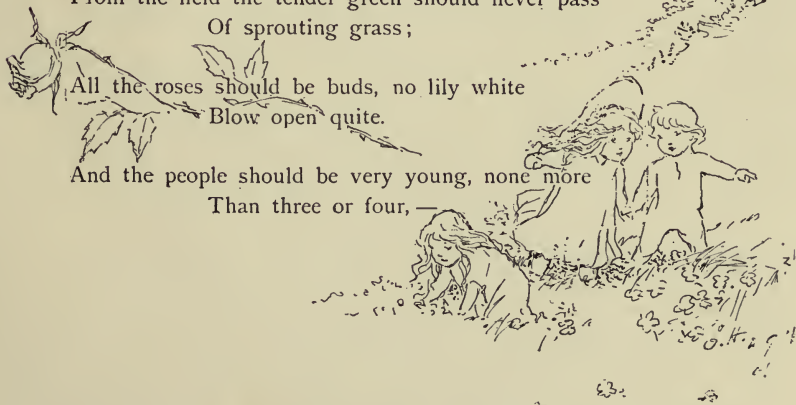 From the field the tender green should never pass
Of sprouting grass;
All the roses should be buds, no lily white
Blow open quite.
And the people should be very young, none more
Than three or four,—